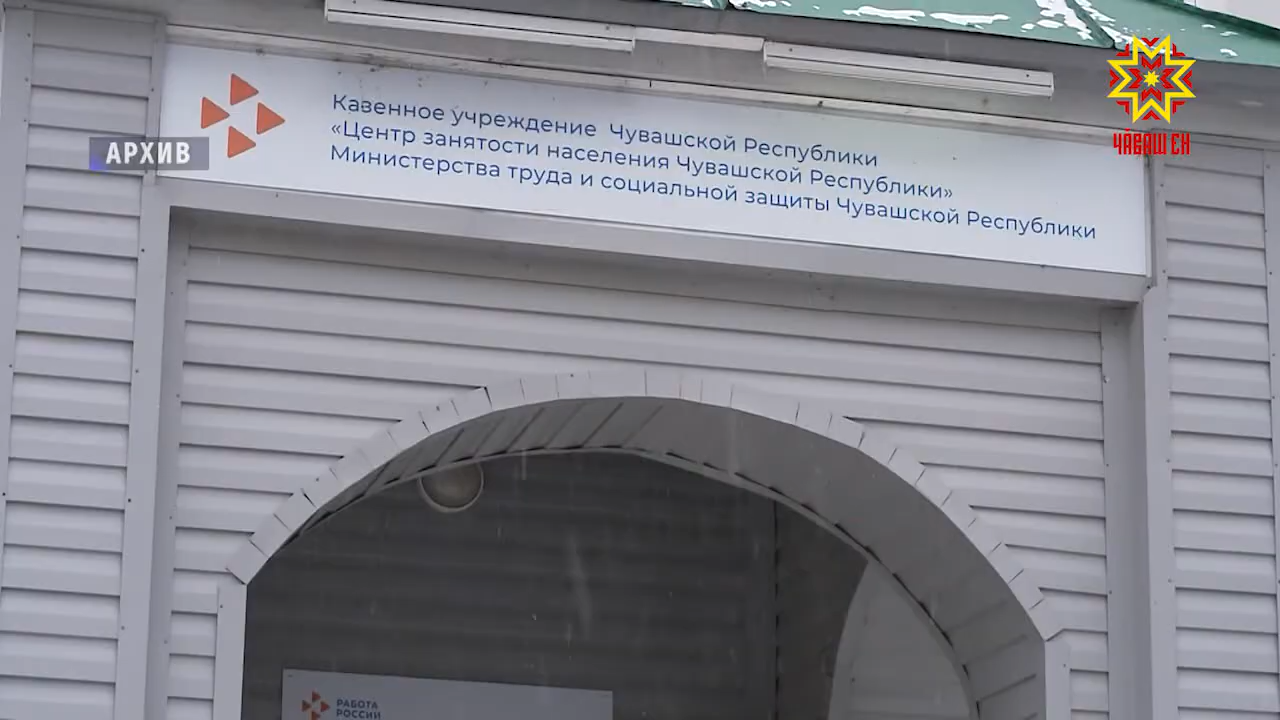 Кавенное учреждение Чувашской Республики
«Центр занятости населения Чувашской Республики»
Министерства труда и социальной защиты Чувашской Республики
АРХИВ
ЧӐВАШ ЕН
РАБОТА
РОССИИ